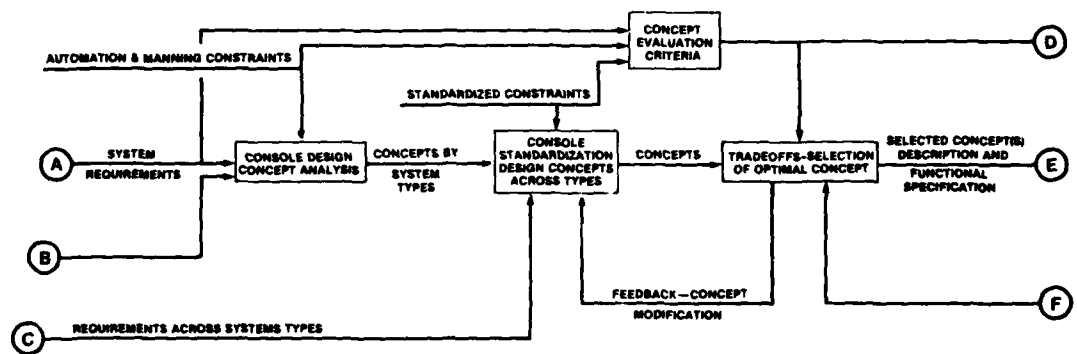 CONCEPT
EVALUATION
CRITERIA
D
AUTOMATION & MANNING CONSTRAINTS
STANDARDIZED CONSTRAINTS
A
SYSTEM
REQUIREMENTS
CONSOLE DESIGN
CONCEPT ANALYSIS
CONCEPTS BY
SYSTEM
TYPES
CONSOLE
STANDARDIZATION
DESIGN CONCEPTS
ACROSS TYPES
CONCEPTS
TRADEOFFS-SELECTION
OF OPTIMAL CONCEPT
SELECTED CONCEPT(S)
DESCRIPTION AND
FUNCTIONAL
SPECIFICATION
E
B
FEEDBACK—CONCEPT
MODIFICATION
F
C
REQUIREMENTS ACROSS SYSTEMS TYPES